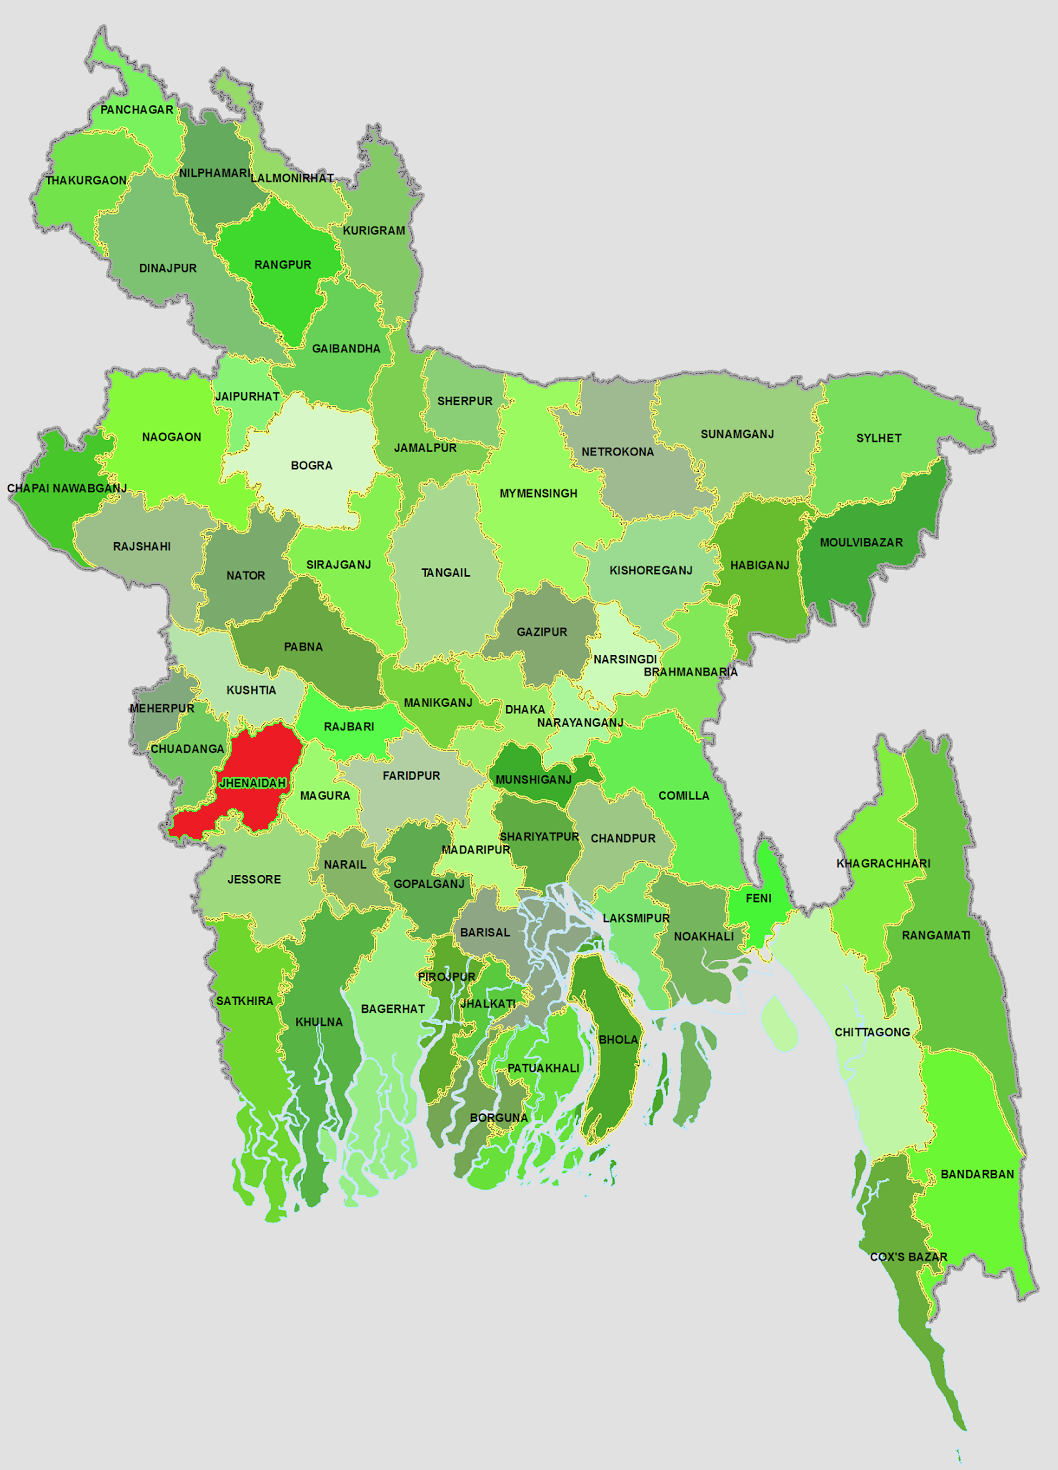 PANCHAGAR
THAKURGAON
NILPHAMARI
LALMONIRHAT
KURIGRAM
DINAJPUR
RANGPUR
GAIBANDHA
JAIPURHAT
SHERPUR
NAOGAON
BOGRA
JAMALPUR
NETROKONA
SUNAMGANJ
SYLHET
CHAPAI NAWABGANJ
MYMENSINGH
RAJSHAHI
NATOR
SIRAJGANJ
TANGAIL
KISHOREGANJ
HABIGANJ
MOULVIBAZAR
PABNA
GAZIPUR
NARSINGDI
BRAHMANBARIA
KUSHTIA
MEHERPUR
RAJBARI
MANIKGANJ
DHAKA
NARAYANGANJ
CHUADANGA
JHENAIDAH
MAGURA
FARIDPUR
MUNSHIGANJ
COMILLA
SHARIYATPUR
CHANDPUR
MADARIPUR
NARAIL
JESSORE
GOPALGANJ
KHAGRACHHARI
FENI
LAKSMIPUR
BARISAL
NOAKHALI
RANGAMATI
PIROJPUR
SATKHIRA
KHULNA
BAGERHAT
JHALKATI
CHITTAGONG
BHOLA
PATUAKHALI
BORGUNA
BANDARBAN
COX'S BAZAR